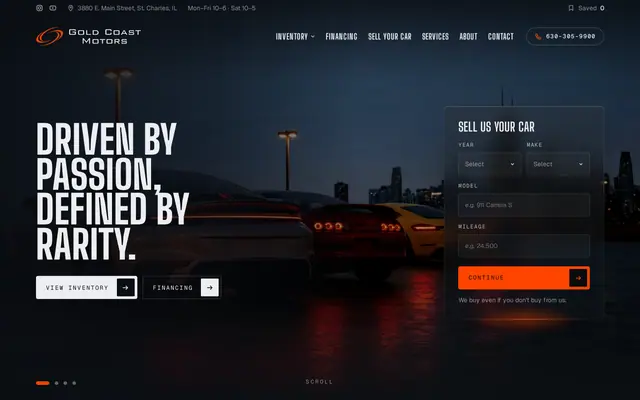 3880 E. Main Street, St. Charles, IL
Mon–Fri 10–6 · Sat 10–5
Saved 0
GOLD COAST
MOTORS
INVENTORY
FINANCING
SELL YOUR CAR
SERVICES
ABOUT
CONTACT
630-305-9900
DRIVEN BY
PASSION,
DEFINED BY
RARITY.
VIEW INVENTORY
FINANCING
SELL US YOUR CAR
YEAR
MAKE
Select
Select
MODEL
e.g. 911 Carrera S
MILEAGE
e.g. 24,500
CONTINUE
We buy even if you don't buy from us.
SCROLL